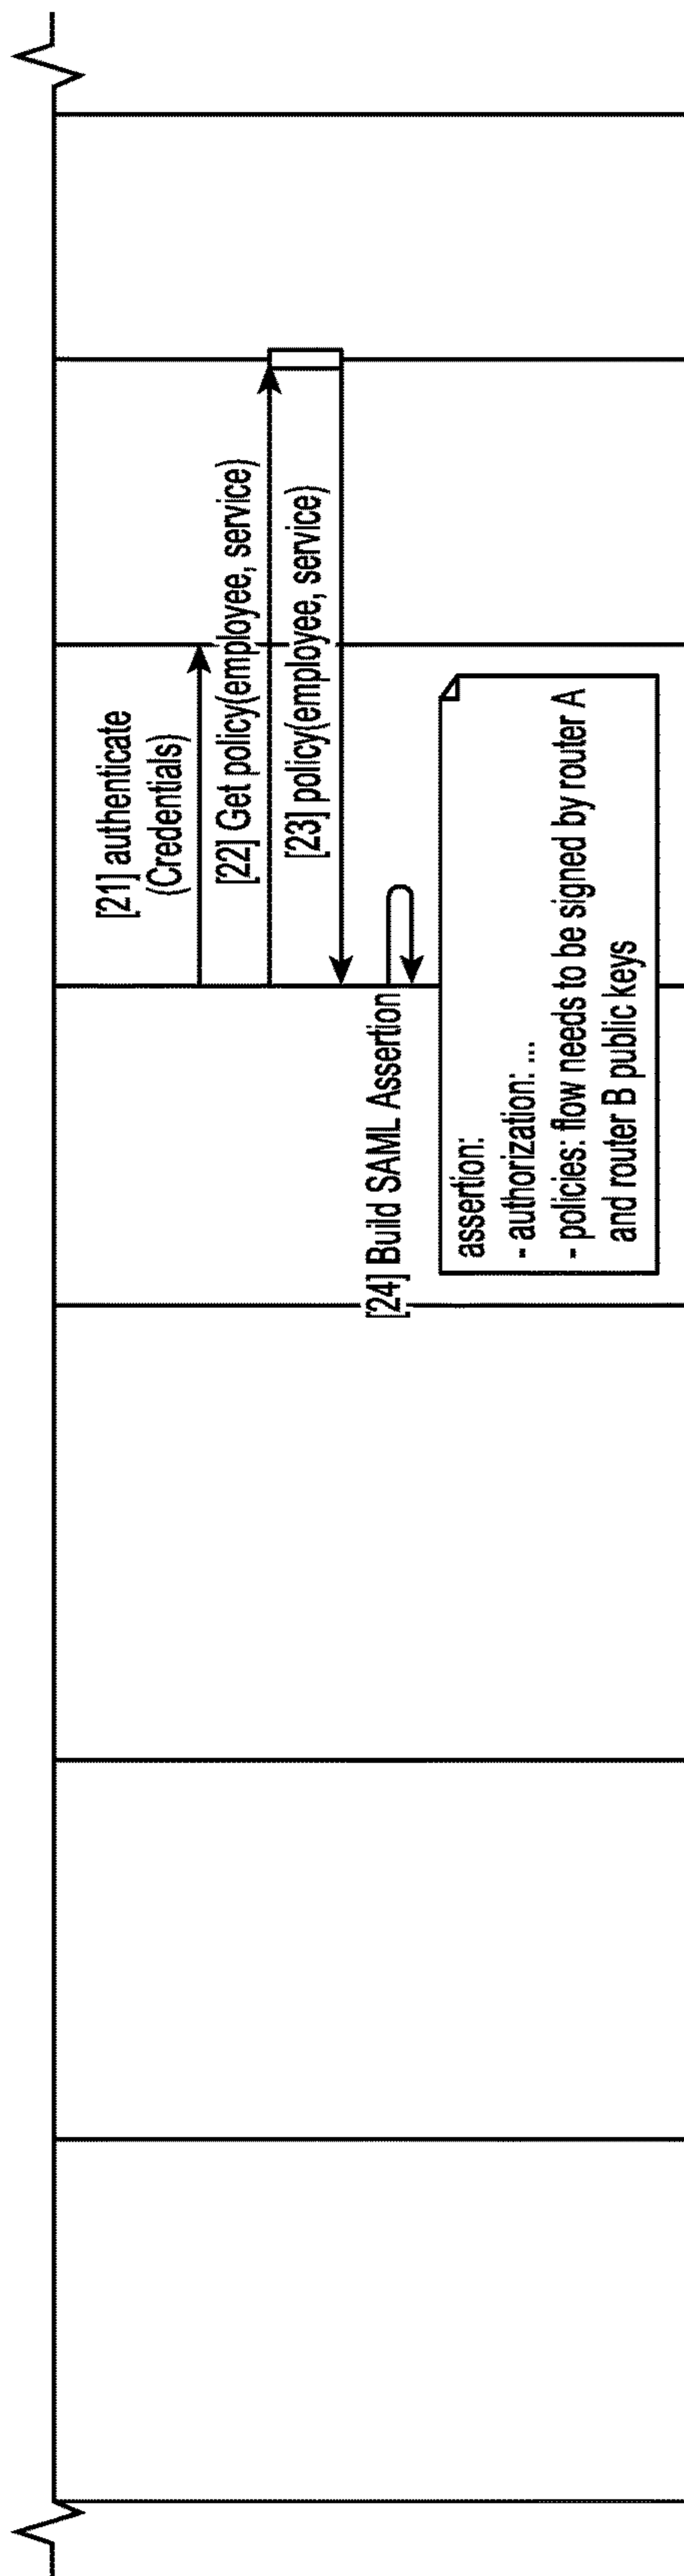 [21] authenticate
(Credentials)
[22] Get policy(employee, service)
[23] policy(employee, service)
[24] Build SAML Assertion
assertion:
- authorization: ...
- policies: flow needs to be signed by router A
and router B public keys